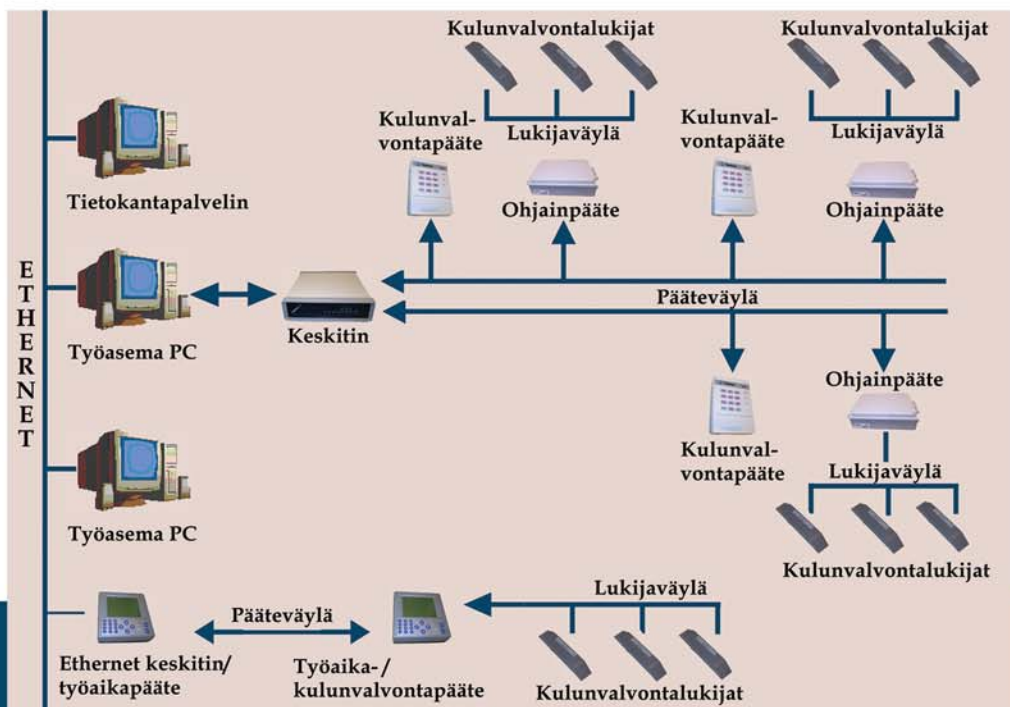 Kulunvalvontalukijat
Kulunvalvontalukijat
Kulunval-
vontapääte
Lukijaväylä
Kulunval-
vontapääte
Lukijaväylä
Tietokantapalvelin
Ohjainpääte
Ohjainpääte
ETHERNET
Pääteväylä
Työasema PC
Keskitin
Ohjainpääte
Kulunval-
vontapääte
Lukijaväylä
Työasema PC
Kulunvalvontalukijat
Lukijaväylä
Pääteväylä
Ethernet keskitin/
työaikapääte
Työaika-/
kulunvalvontapääte
Kulunvalvontalukijat